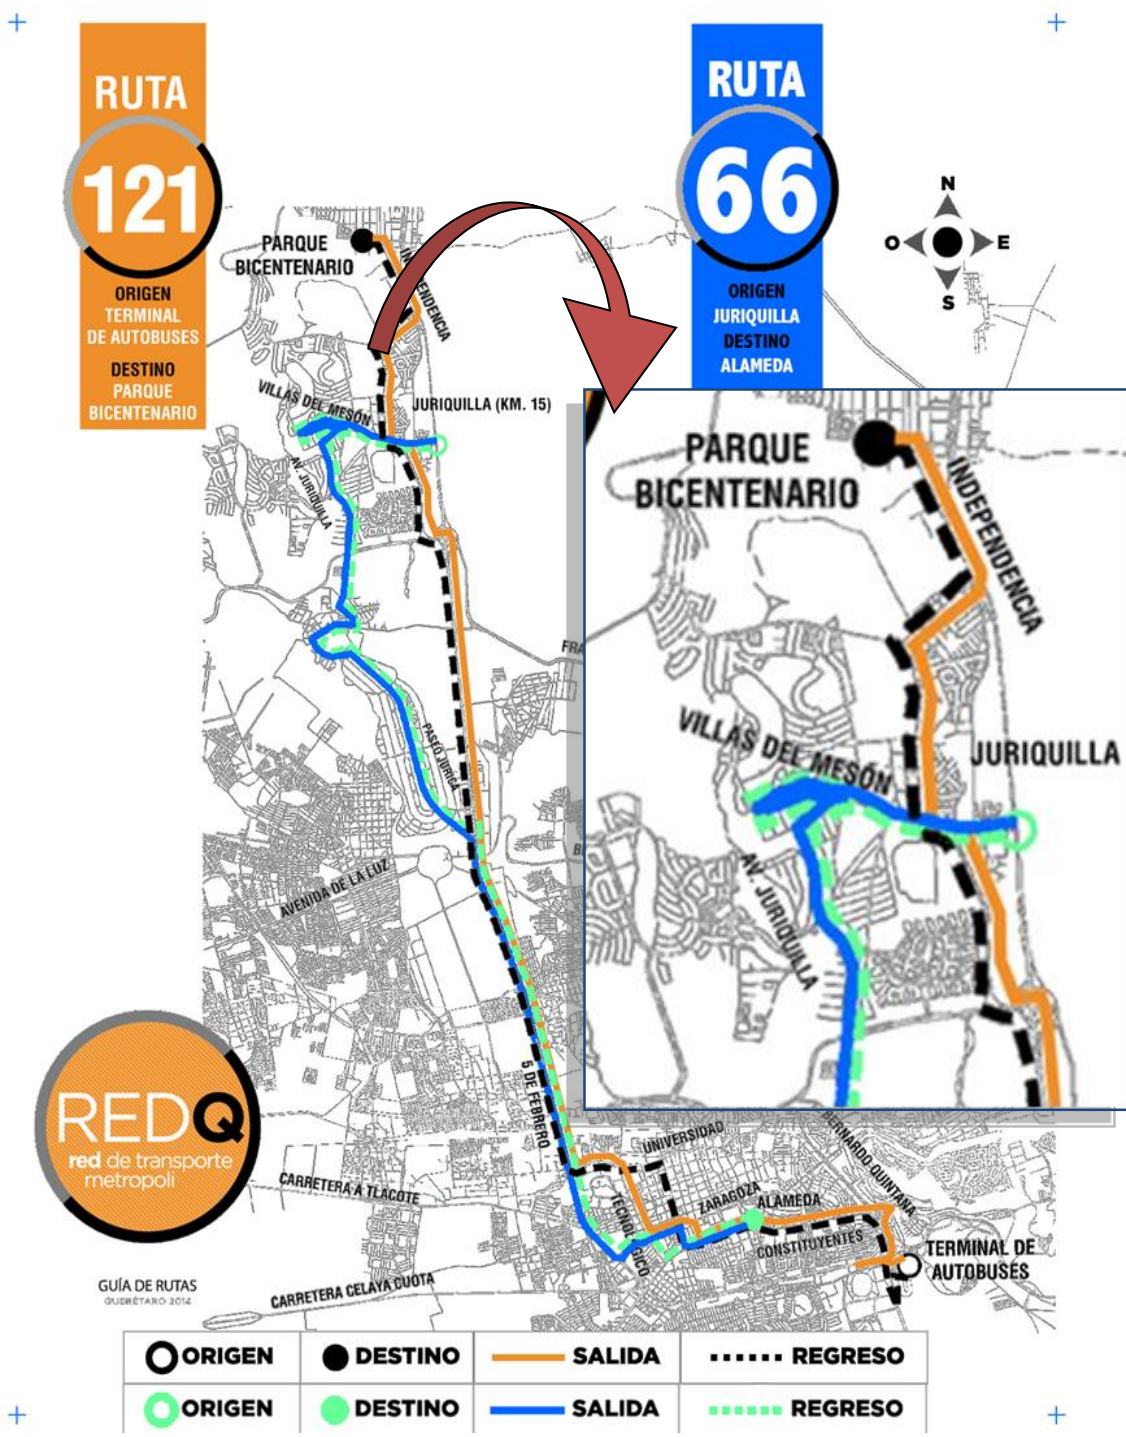 RUTA
121
ORIGEN
TERMINAL
DE AUTOBUSES
DESTINO
PARQUE
BICENTENARIO
RUTA
66
ORIGEN
JURIQUILLA
DESTINO
ALAMEDA
N
O
E
S
PARQUE
BICENTENARIO
INDEPENDENCIA
VILLAS DEL MESÓN
JURIQUILLA (KM. 15)
AV. JURIQUILLA
PASEO JURICA
FRA
B
AVENIDA DE LA LUZ
5 DE FEBRERO
PARQUE
BICENTENARIO
INDEPENDENCIA
VILLAS DEL MESÓN
JURIQUILLA
AV. JURIQUILLA
REDQ
red de transporte
metropoli
UNIVERSIDAD
BERNARDO QUINTANA
CARRETERA A TLACOTE
TECNOLÓGICO
ZARAGOZA
ALAMEDA
CONSTITUYENTES
TERMINAL DE
AUTOBUSES
CARRETERA CELAYA CUOTA
GUÍA DE RUTAS
QUERÉTARO 2014
ORIGEN
DESTINO
SALIDA
REGRESO
ORIGEN
DESTINO
SALIDA
REGRESO